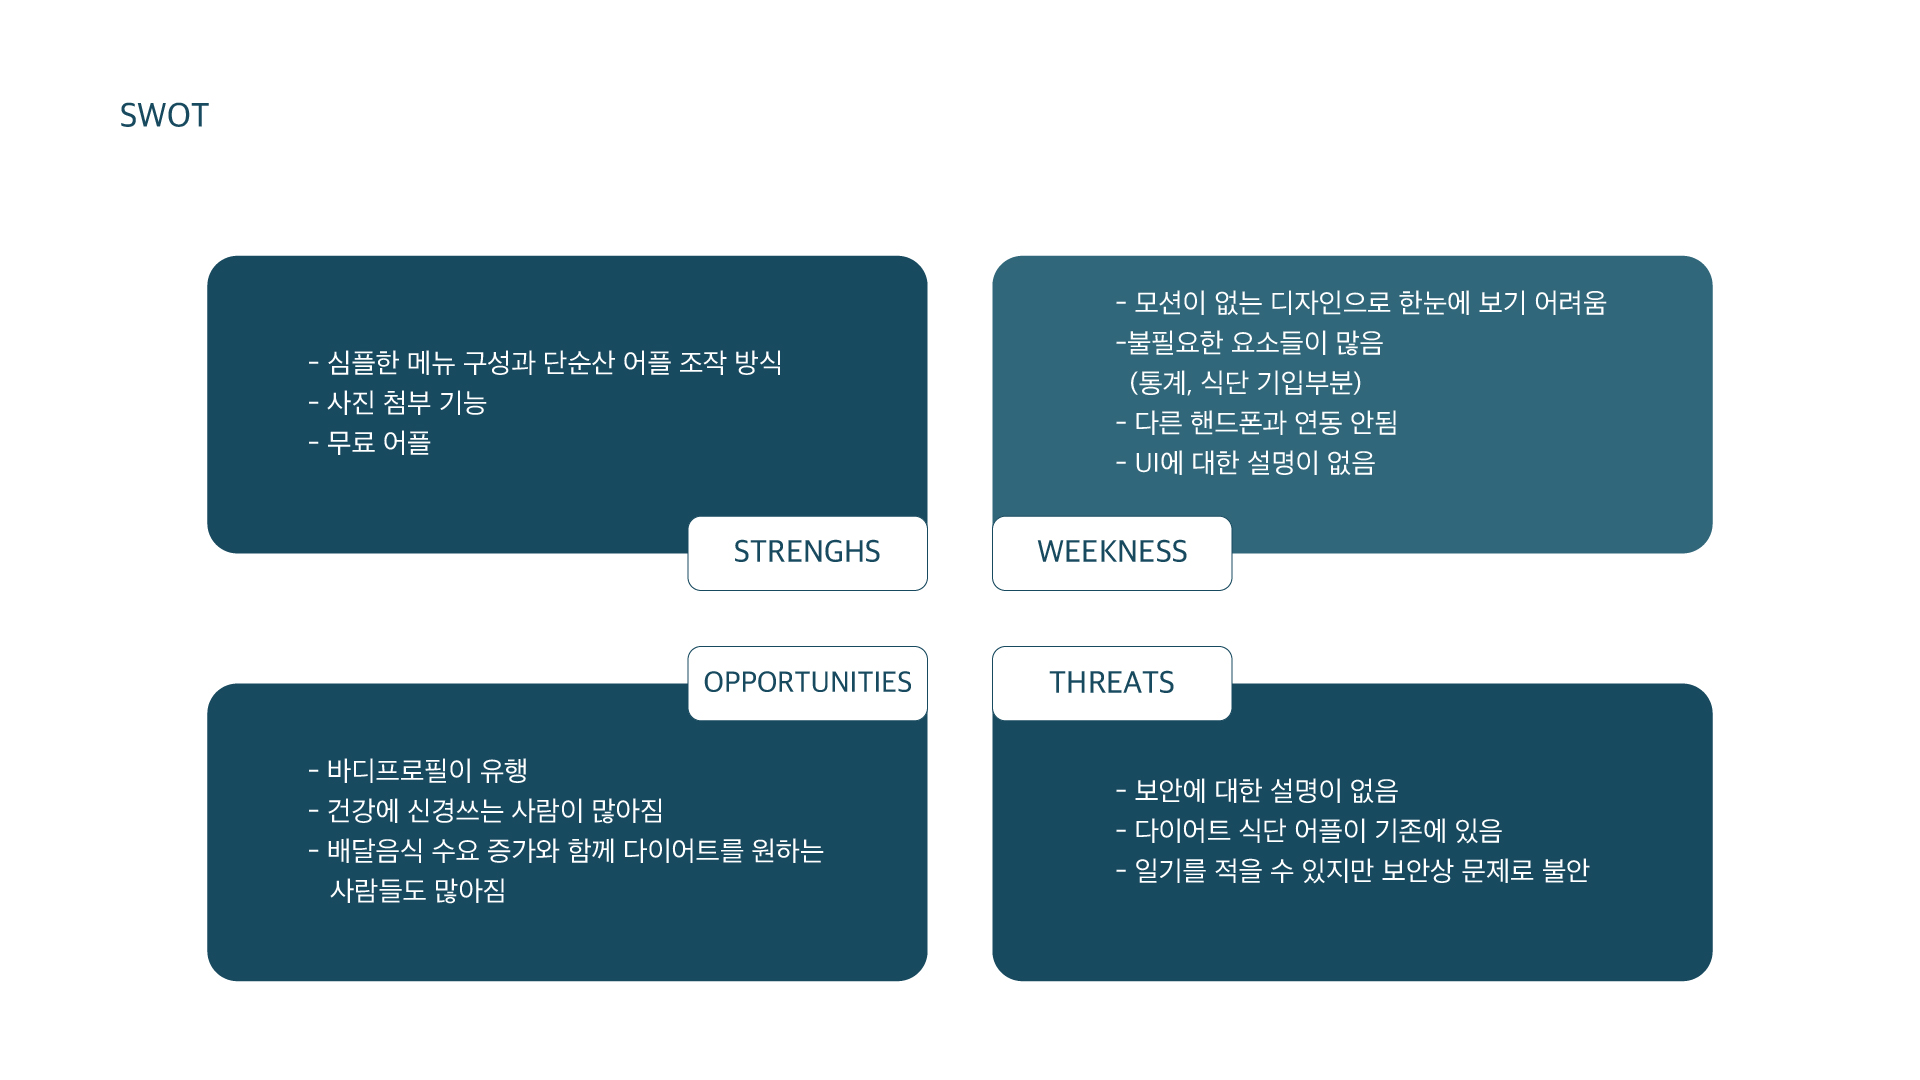 SWOT
- 심플한 메뉴 구성과 단순산 어플 조작 방식
- 사진 첨부 기능
- 무료 어플
STRENGHS
- 모션이 없는 디자인으로 한눈에 보기 어려움
-불필요한 요소들이 많음
(통계, 식단 기입부분)
- 다른 핸드폰과 연동 안됨
- UI에 대한 설명이 없음
WEEKNESS
OPPORTUNITIES
- 바디프로필이 유행
- 건강에 신경쓰는 사람이 많아짐
- 배달음식 수요 증가와 함께 다이어트를 원하는
사람들도 많아짐
THREATS
- 보안에 대한 설명이 없음
- 다이어트 식단 어플이 기존에 있음
- 일기를 적을 수 있지만 보안상 문제로 불안